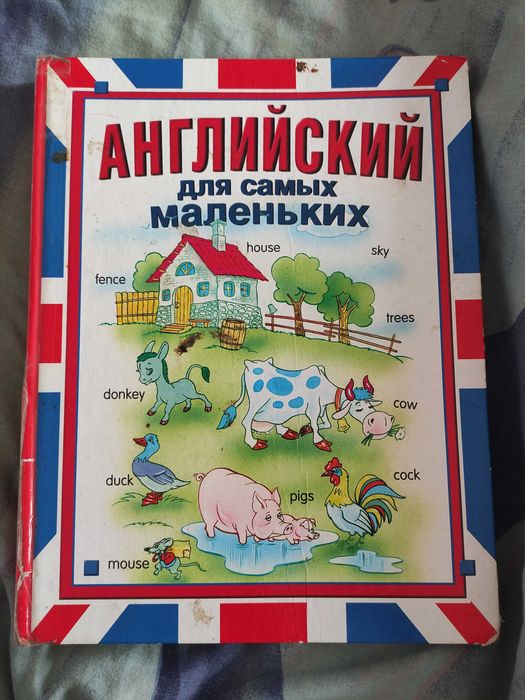 АНГЛИЙСКИЙ
для самых
маленьких
house
sky
fence
trees
donkey
cow
duck
pigs
cock
mouse